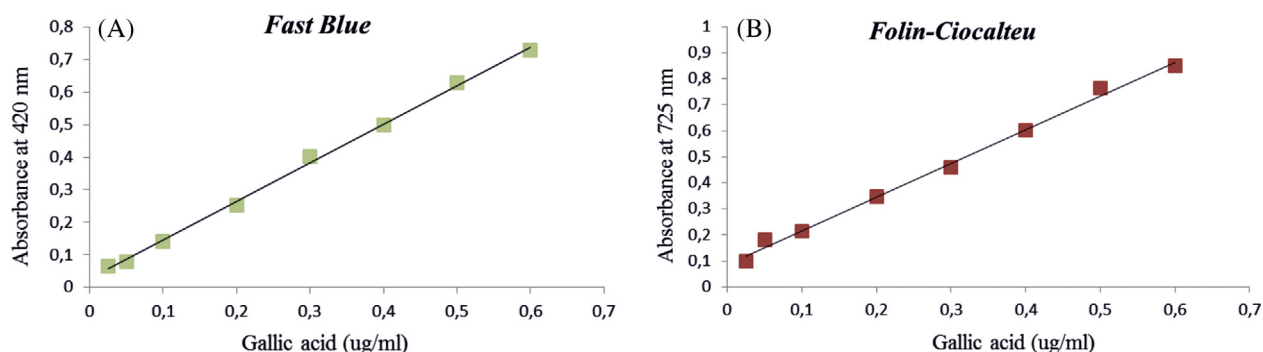 (A)
Fast Blue
Absorbance at 420 nm
0,8
0,7
0,6
0,5
0,4
0,3
0,2
0,1
0
0 0,1 0,2 0,3 0,4 0,5 0,6 0,7
Gallic acid (ug/ml)
(B)
Folin-Ciocalteu
Absorbance at 725 nm
1
0,9
0,8
0,7
0,6
0,5
0,4
0,3
0,2
0,1
0
0 0,1 0,2 0,3 0,4 0,5 0,6 0,7
Gallic acid (ug/ml)